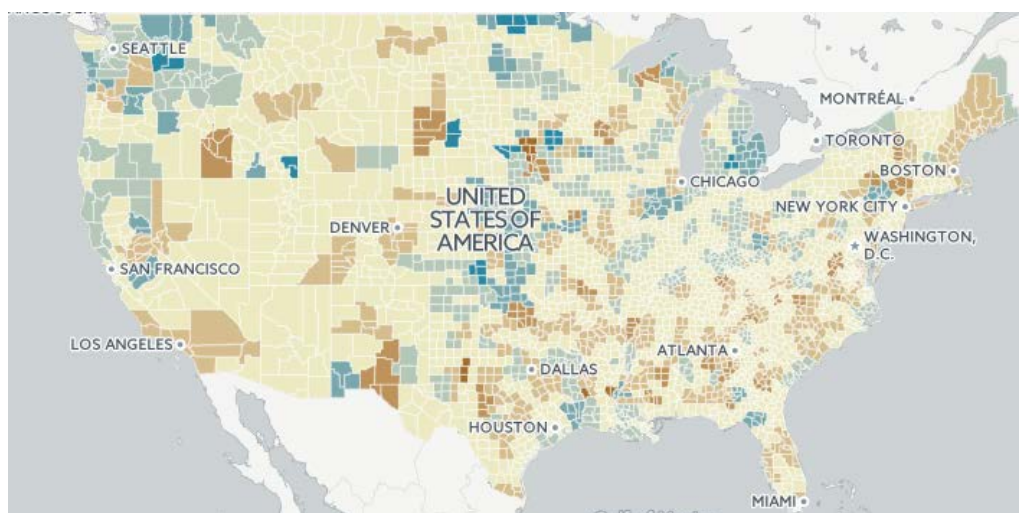 SEATTLE
MONTRÉAL
TORONTO
BOSTON
CHICAGO
UNITED
STATES OF
AMERICA
NEW YORK CITY
DENVER
WASHINGTON,
D.C.
SAN FRANCISCO
LOS ANGELES
ATLANTA
DALLAS
HOUSTON
MIAMI